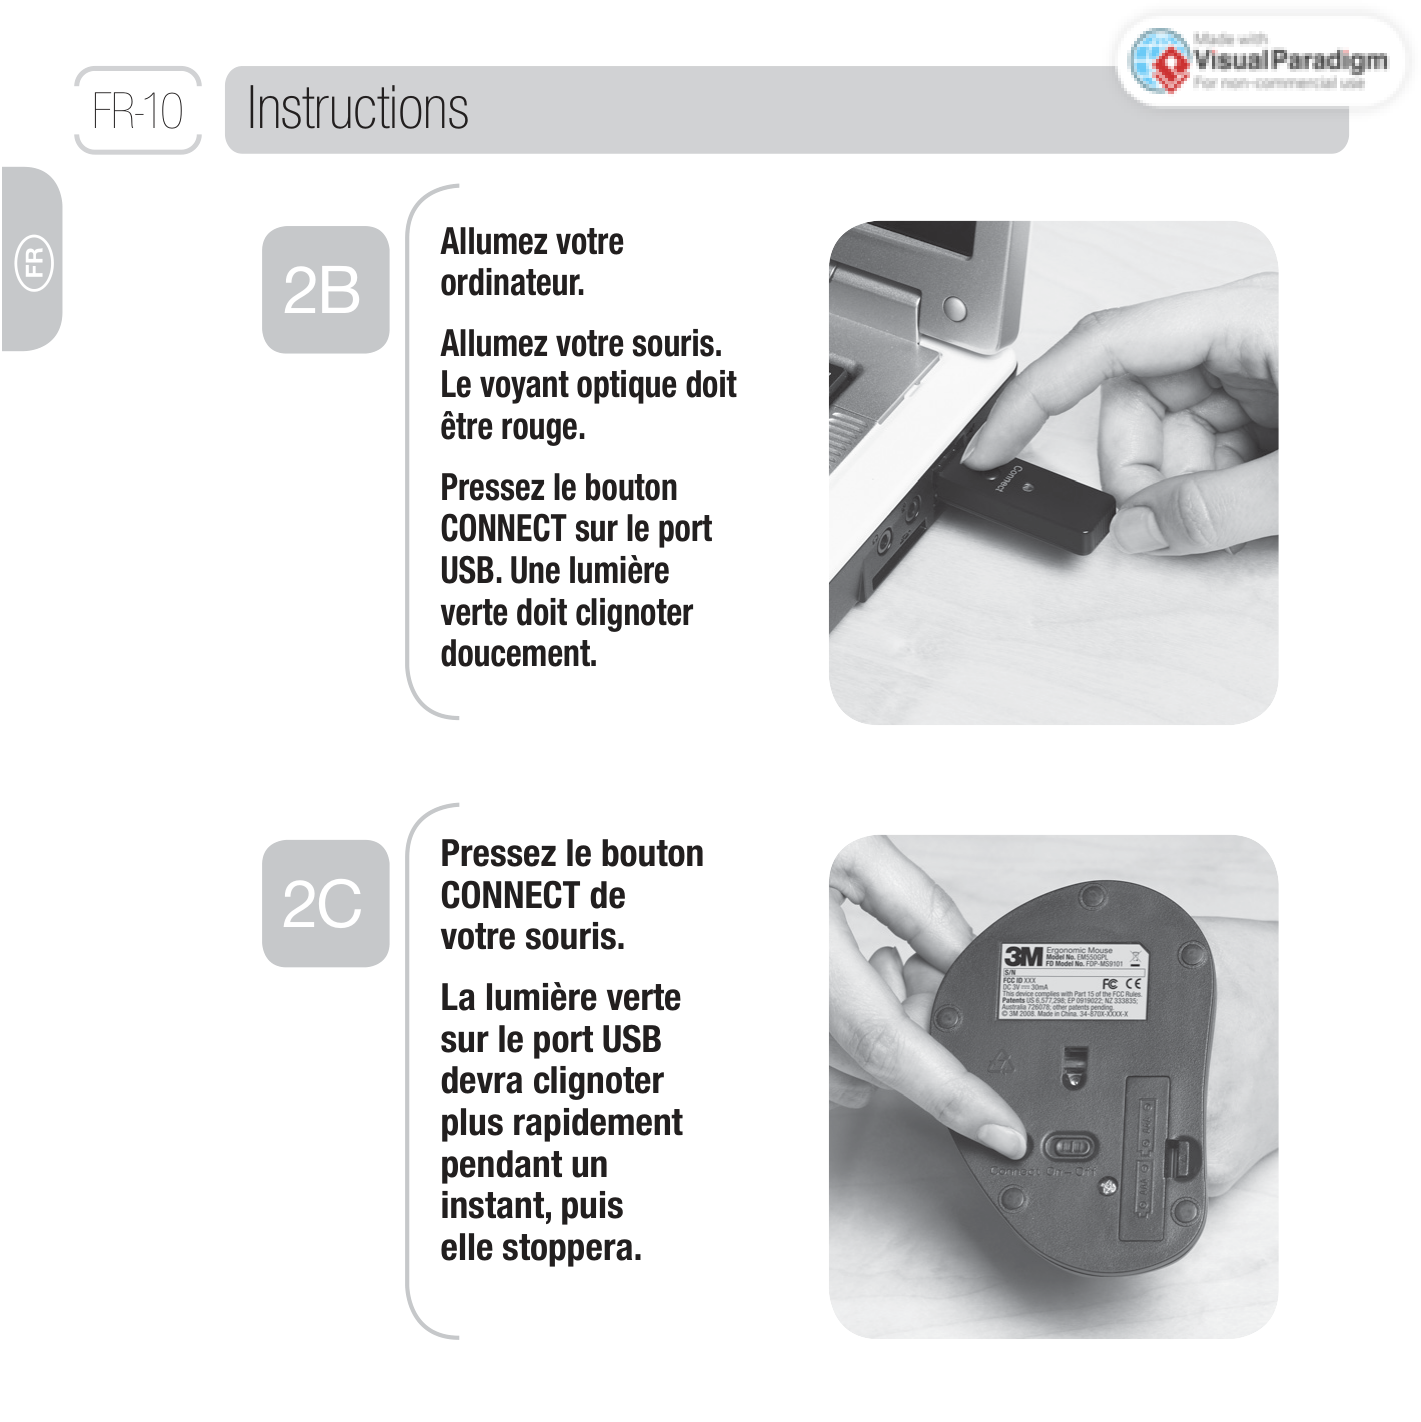 Made with
VisualParadigm
For non-commercial use
FR-10
Instructions
FR
2B
Allumez votre
ordinateur.
Allumez votre souris.
Le voyant optique doit
être rouge.
Pressez le bouton
CONNECT sur le port
USB. Une lumière
verte doit clignoter
doucement.
Connect
2C
Pressez le bouton
CONNECT de
votre souris.
La lumière verte
sur le port USB
devra clignoter
plus rapidement
pendant un
instant, puis
elle stoppera.
3M Ergonomic Mouse
Model No. EM550GPL
FD Model No. FDP-MS9101
S/N
FCC ID XXX
DC 3V 30mA
FC CE
This device complies with Part 15 of the FCC Rules.
Patents US 6,577,298; EP 0919022; NZ 333835;
Australia 726078; other patents pending.
© 3M 2008. Made in China. 34-870X-XXXX-X
Connect On–Off